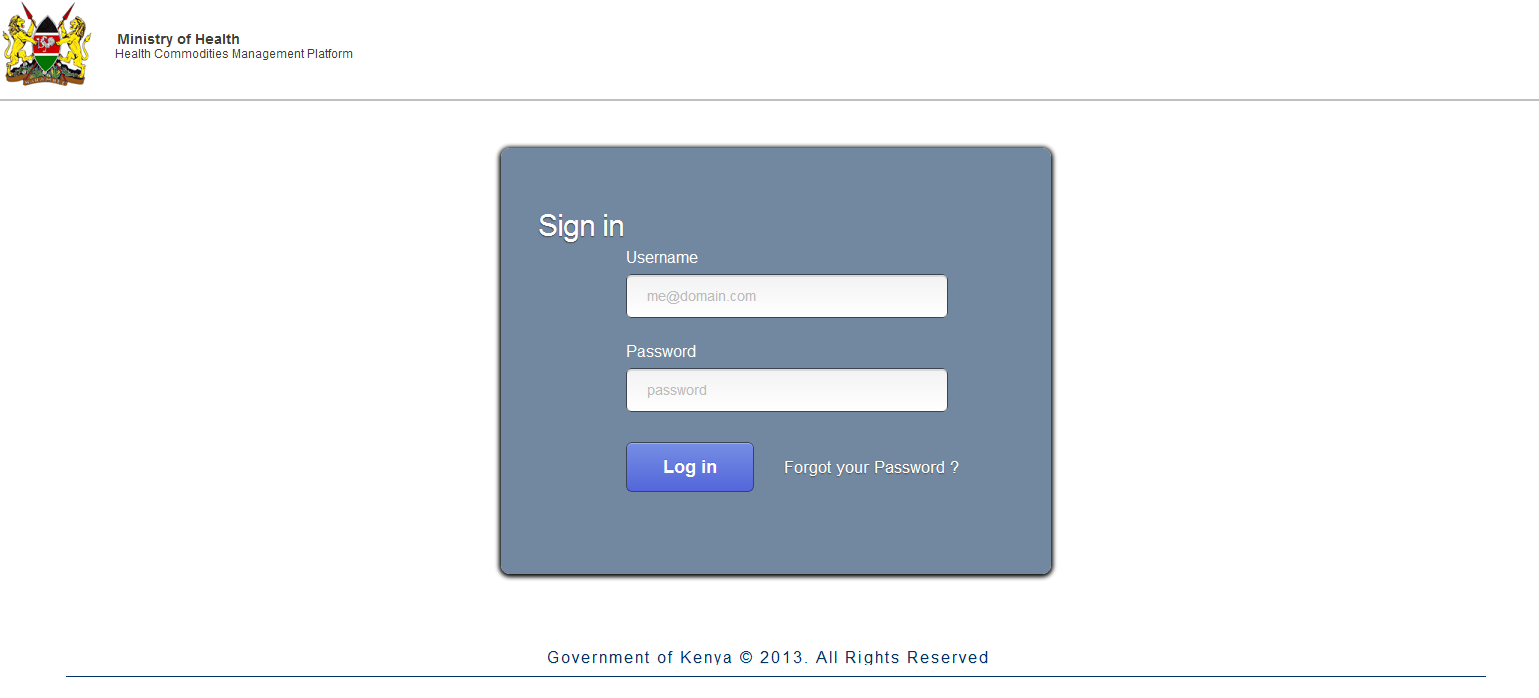 Ministry of Health
Health Commodities Management Platform
Sign in
Username
me@domain.com
Password
password
Log in
Forgot your Password ?
Government of Kenya © 2013. All Rights Reserved